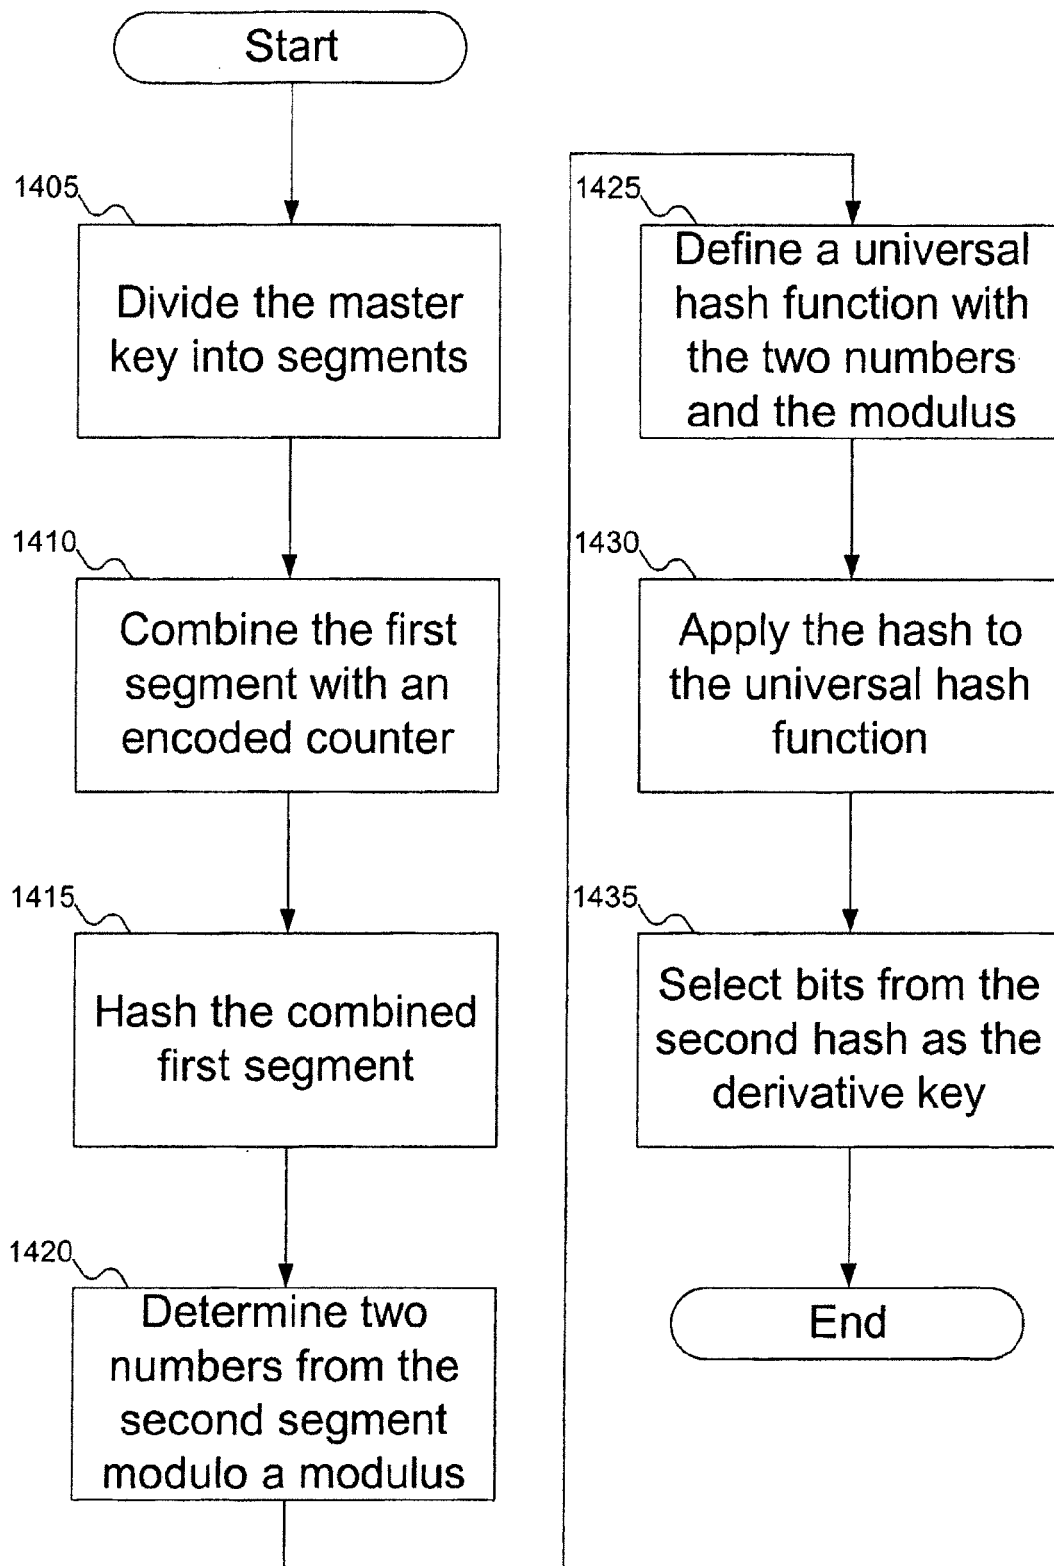 Start
1405
Divide the master
key into segments
1410
Combine the first
segment with an
encoded counter
1415
Hash the combined
first segment
1420
Determine two
numbers from the
second segment
modulo a modulus
1425
Define a universal
hash function with
the two numbers
and the modulus
1430
Apply the hash to
the universal hash
function
1435
Select bits from the
second hash as the
derivative key
End